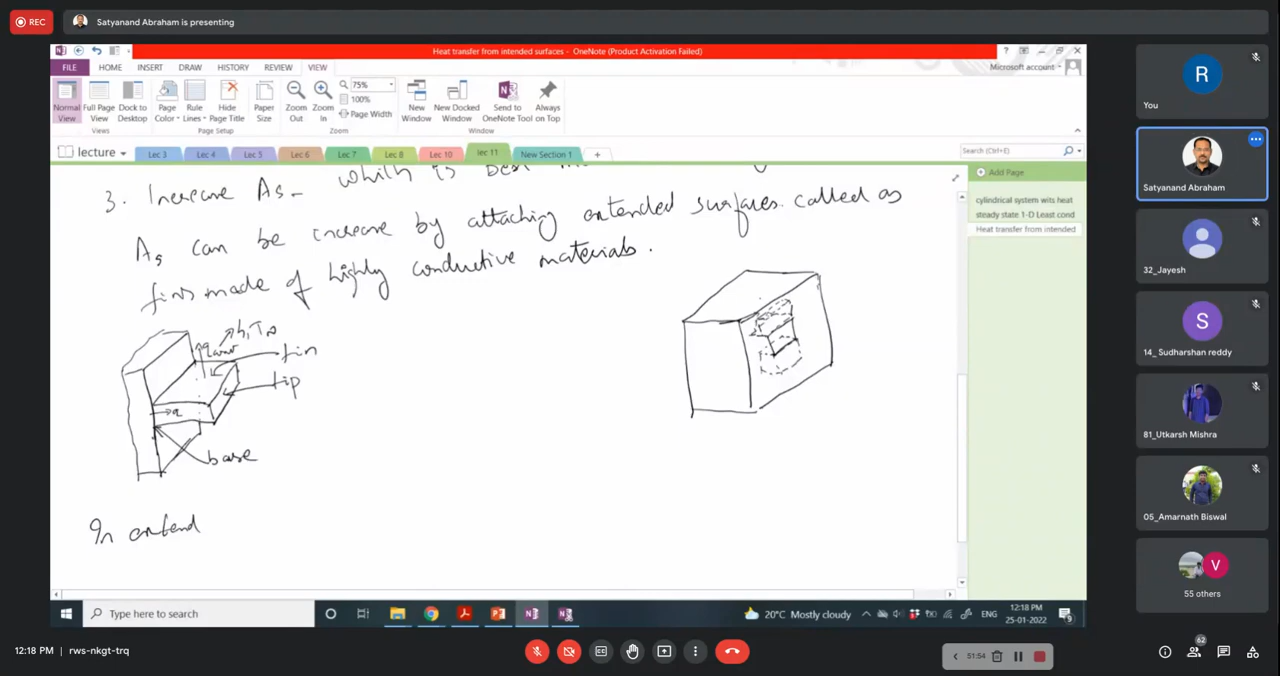 REC
Satyanand Abraham is presenting
Heat transfer from intended surfaces - OneNote (Product Activation Failed)
FILE HOME INSERT DRAW HISTORY REVIEW VIEW
Microsoft account
Normal View
Full Page View
Dock to Desktop
Page Color
Rule Lines
Hide Page Title
Paper Size
Zoom Out
Zoom In
75%
100%
Page Width
New Window
New Docked Window
Send to OneNote Tool
Always on Top
Views Page Setup Zoom Window
lecture Lec 3 Lec 4 Lec 5 Lec 6 Lec 7 Lec 8 Lec 10 lec 11 New Section 1 +
Search (Ctrl+E)
Add Page
cylindrical system wits heat
steady state 1-D Least cond
Heat transfer from intended
3. Increase As - which is best
As can be increase by attaching extended surfaces called as
fins made of highly conductive materials.
h, T∞
q conv
fin
tip
q
base
In extend
Type here to search
20°C Mostly cloudy
ENG
12:18 PM
25-01-2022
9
R
You
Satyanand Abraham
32_Jayesh
S
14_ Sudharshan reddy
81_Utkarsh Mishra
05_Amarnath Biswal
V
55 others
12:18 PM
rws-nkgt-trq
51:54
62